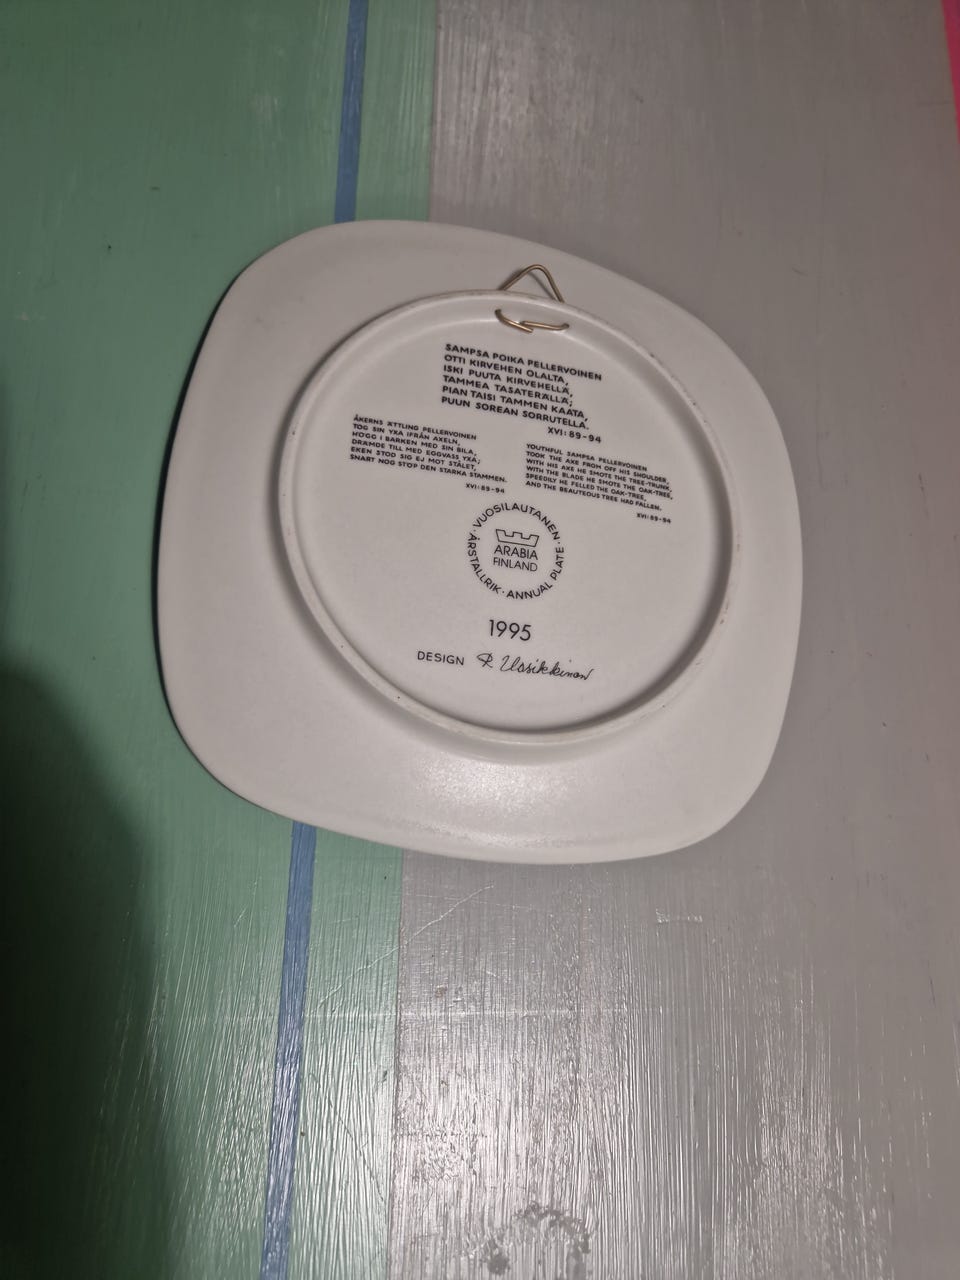 SAMPSA POIKA PELLERVOINEN
OTTI KIRVEHEN OLALTA,
ISKI PUUTA KIRVEHELLÄ,
TAMMEA TASATERÄLLÄ;
PIAN TAISI TAMMEN KAATA,
PUUN SOREAN SORRUTELLA.
XVI:89-94
ÅKERNS ÄTTLING PELLERVOINEN
TOG SIN YXA IFRÅN AXELN,
HÖGG I BARKEN MED SIN BILA,
DRÄMDE TILL MED EGGVASS YXA;
EKEN STOD SIG EJ MOT STÅLET,
SNART NOG STÖP DEN STARKA STAMMEN.
XVI:89-94
YOUTHFUL SAMPSA PELLERVOINEN
TOOK THE AXE FROM OFF HIS SHOULDER,
WITH HIS AXE HE SMOTE THE TREE-TRUNK,
WITH THE BLADE HE SMOTE THE OAK-TREE,
SPEEDILY HE FELLED THE OAK-TREE,
AND THE BEAUTEOUS TREE HAD FALLEN.
XVI:89-94
VUOSILAUTANEN · ANNUAL PLATE · ÅRSTALLRIK ·
ARABIA
FINLAND
1995
DESIGN R Uosikkinen